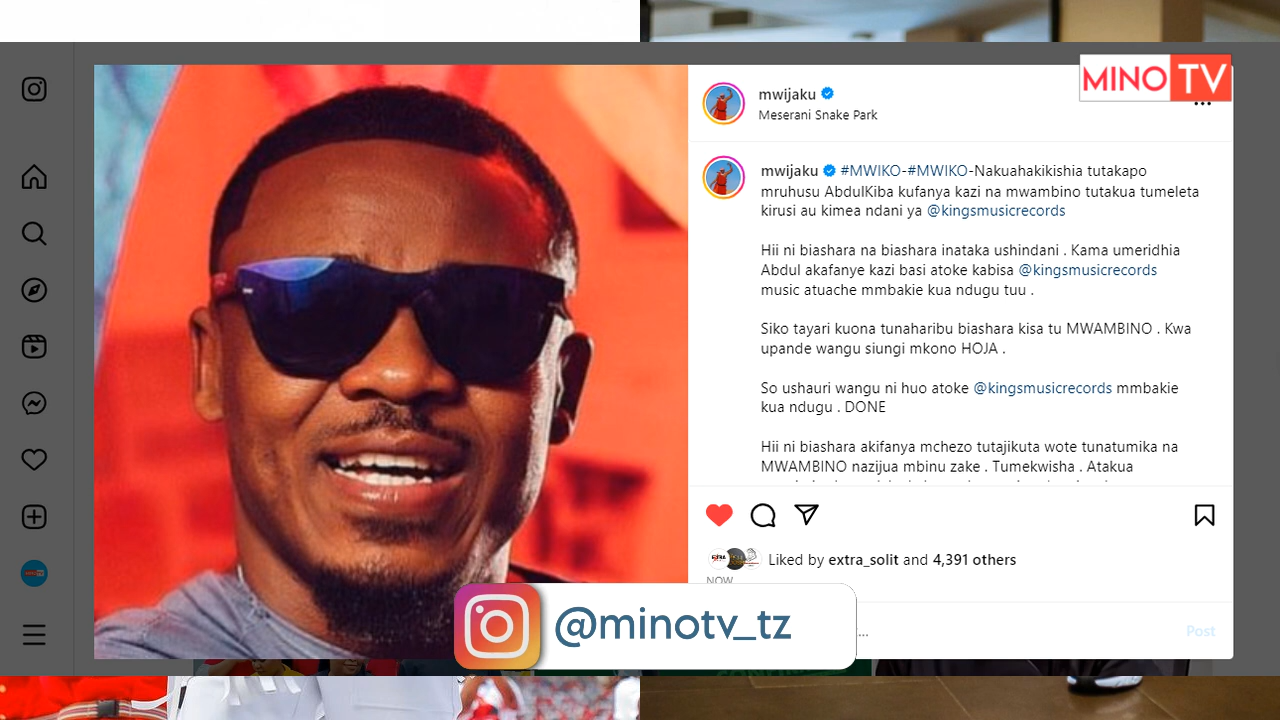 MINO TV
mwijaku
Meserani Snake Park
mwijaku #MWIKO-#MWIKO-Nakuahakikishia tutakapo
mruhusu AbdulKiba kufanya kazi na mwambino tutakua tumeleta
kirusi au kimea ndani ya @kingsmusicrecords
Hii ni biashara na biashara inataka ushindani . Kama umeridhia
Abdul akafanye kazi basi atoke kabisa @kingsmusicrecords
music atuache mmbakie kua ndugu tuu .
Siko tayari kuona tunaharibu biashara kisa tu MWAMBINO . Kwa
upande wangu siungi mkono HOJA .
So ushauri wangu ni huo atoke @kingsmusicrecords mmbakie
kua ndugu . DONE
Hii ni biashara akifanya mchezo tutajikuta wote tunatumika na
MWAMBINO nazijua mbinu zake . Tumekwisha . Atakua
Liked by extra_solit and 4,391 others
NOW
... Post
@minotv_tz